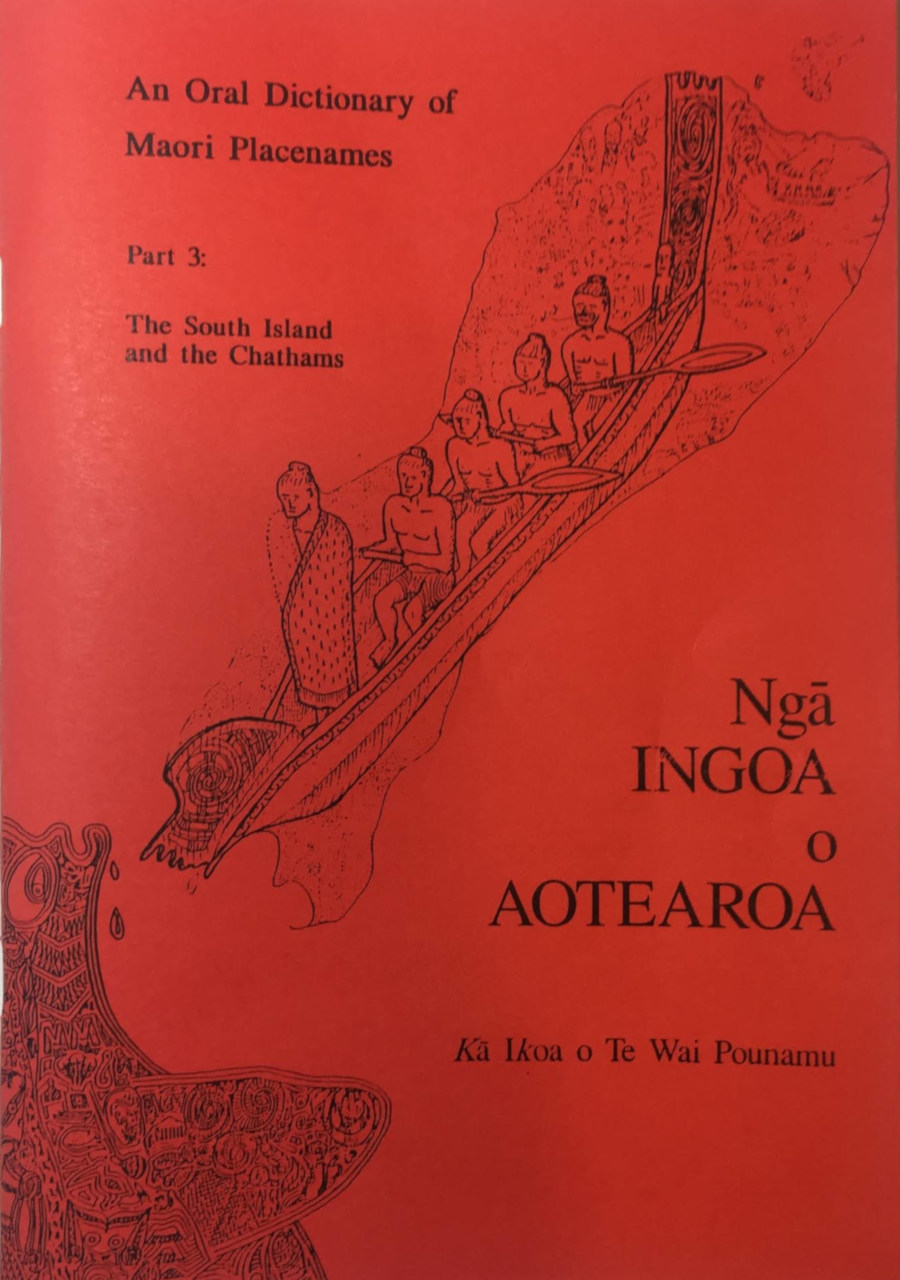 An Oral Dictionary of
Maori Placenames
Part 3:
The South Island
and the Chathams
Ngā
INGOA
o
AOTEAROA
Kā Ikoa o Te Wai Pounamu